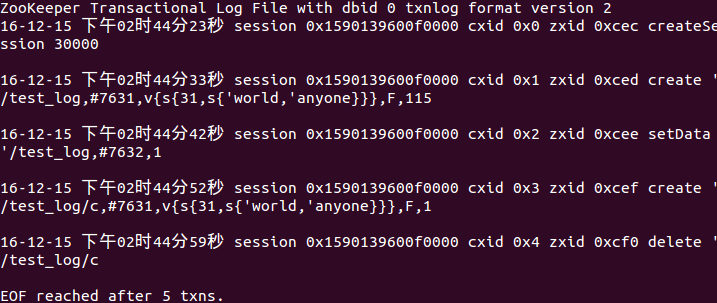 ZooKeeper Transactional Log File with dbid 0 txnlog format version 2
16-12-15 下午02时44分23秒 session 0x1590139600f0000 cxid 0x0 zxid 0xcec createSe
ssion 30000
16-12-15 下午02时44分33秒 session 0x1590139600f0000 cxid 0x1 zxid 0xced create '
/test_log,#7631,v{s{31,s{'world,'anyone}}},F,115
16-12-15 下午02时44分42秒 session 0x1590139600f0000 cxid 0x2 zxid 0xcee setData
'/test_log,#7632,1
16-12-15 下午02时44分52秒 session 0x1590139600f0000 cxid 0x3 zxid 0xcef create '
/test_log/c,#7631,v{s{31,s{'world,'anyone}}},F,1
16-12-15 下午02时44分59秒 session 0x1590139600f0000 cxid 0x4 zxid 0xcf0 delete '
/test_log/c
EOF reached after 5 txns.